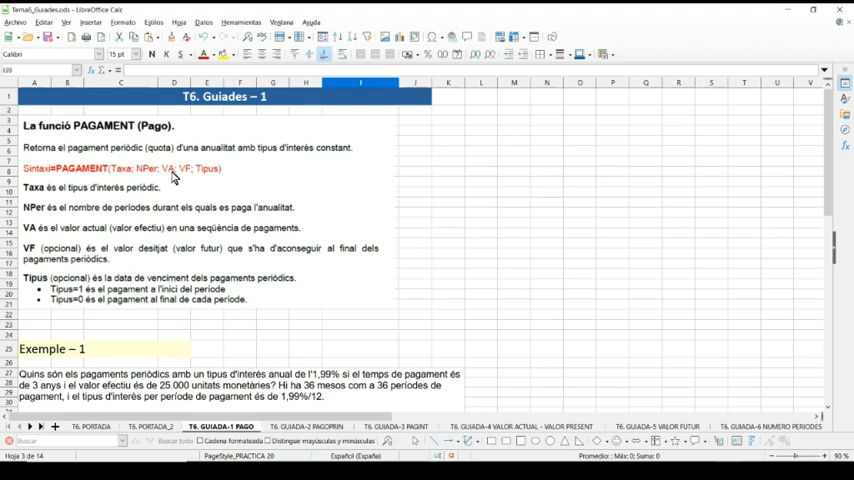 Tema6_Guiades.ods - LibreOffice Calc
Archivo Editar Ver Insertar Formato Estilos Hoja Datos Herramientas Ventana Ayuda
Calibri 15 pt
I39
A B C D E F G H I J K L M N O P Q R S T U V
T6. Guiades – 1
La funció PAGAMENT (Pago).
Retorna el pagament periòdic (quota) d'una anualitat amb tipus d'interès constant.
Sintaxi=PAGAMENT(Taxa; NPer; VA; VF; Tipus)
Taxa és el tipus d'interès periòdic.
NPer és el nombre de períodes durant els quals es paga l'anualitat.
VA és el valor actual (valor efectiu) en una seqüència de pagaments.
VF (opcional) és el valor desitjat (valor futur) que s'ha d'aconseguir al final dels
pagaments periòdics.
Tipus (opcional) és la data de venciment dels pagaments periòdics.
• Tipus=1 és el pagament a l'inici del període
• Tipus=0 és el pagament al final de cada període.
Exemple – 1
Quins són els pagaments periòdics amb un tipus d'interès anual de l'1,99% si el temps de pagament és
de 3 anys i el valor efectiu és de 25.000 unitats monetàries? Hi ha 36 mesos com a 36 períodes de
pagament, i el tipus d'interès per període de pagament és de 1,99%/12.
T6. PORTADA T6. PORTADA_2 T6. GUIADA-1 PAGO T6. GUIADA-2 PAGOPRIN T6. GUIADA-3 PAGINT T6. GUIADA-4 VALOR ACTUAL - VALOR PRESENT T6. GUIADA-5 VALOR FUTUR T6. GUIADA-6 NUMERO PERIODES
Buscar Buscar todo Cadena formateada Distinguir mayúsculas y minúsculas
Hoja 3 de 14 PageStyle_PRACTICA 20 Español (España) Promedio: ; Máx: 0; Suma: 0 90 %